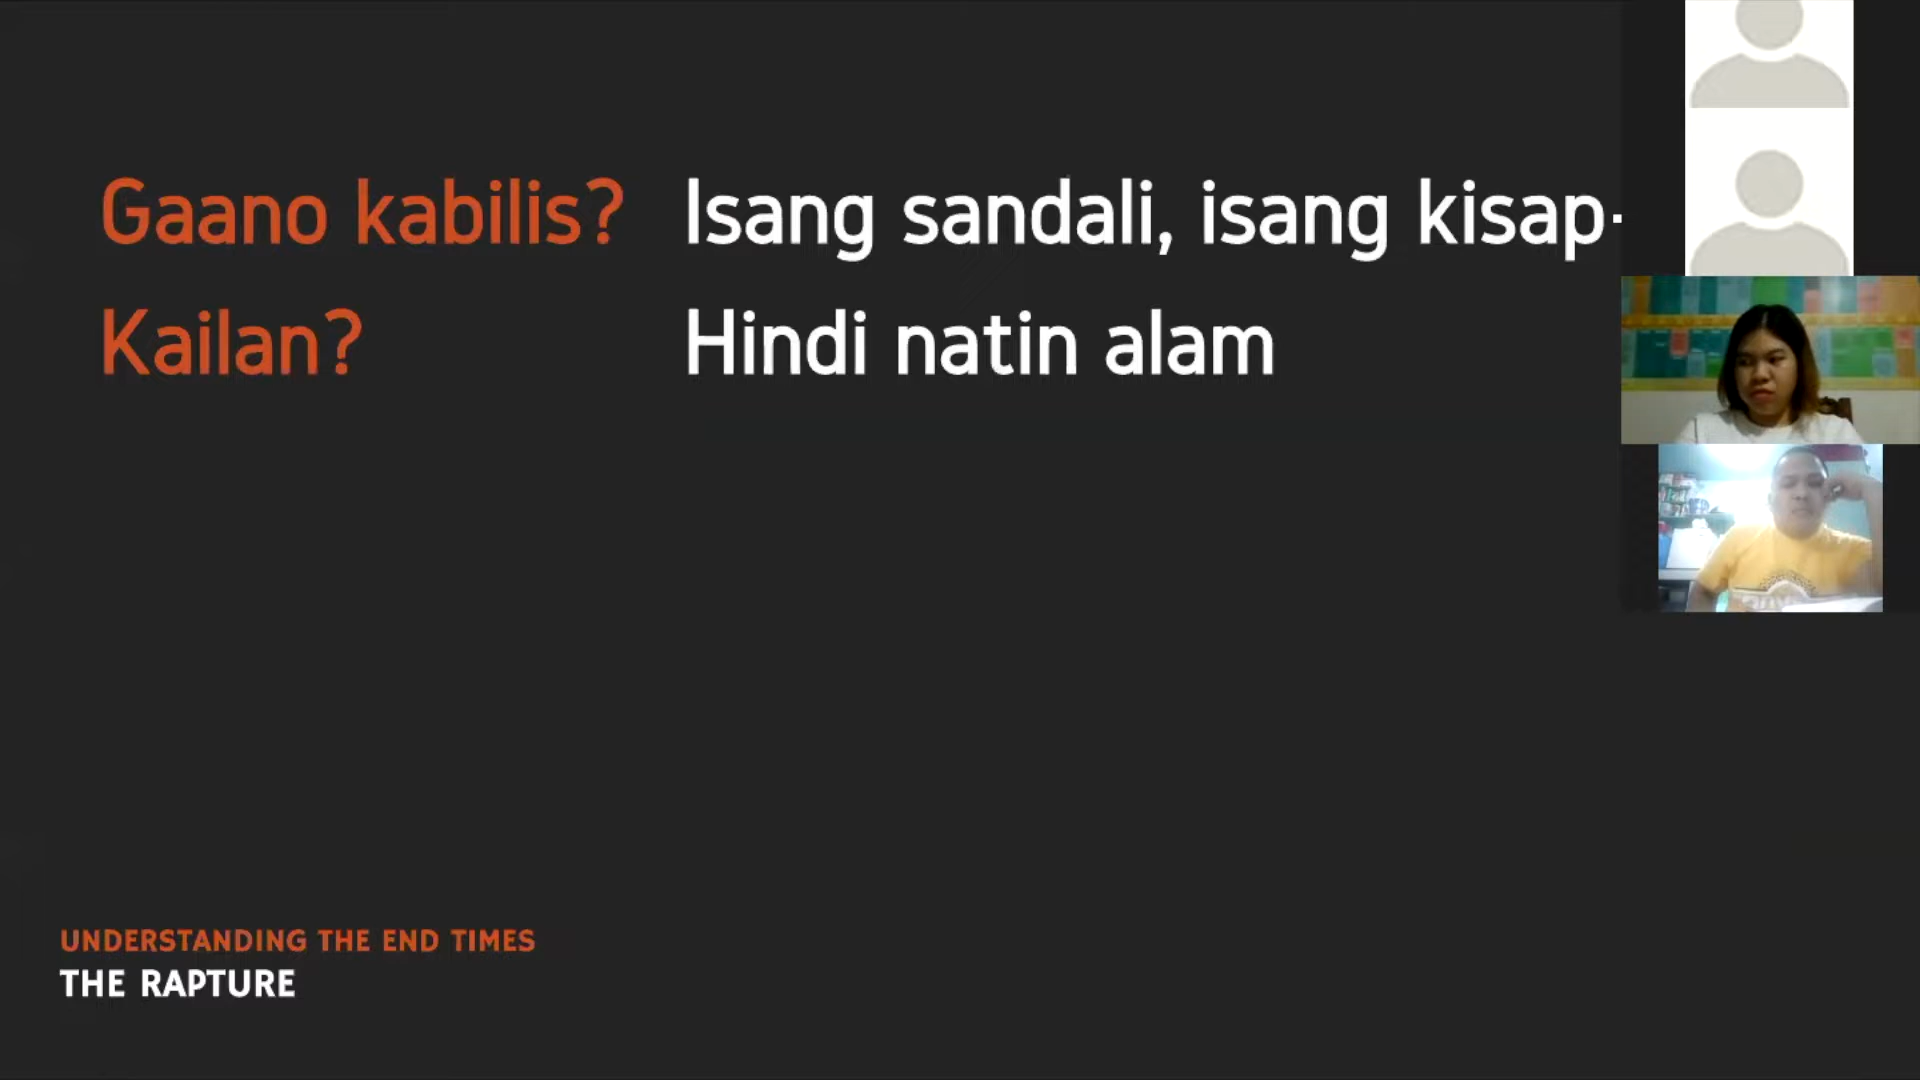 Gaano kabilis? Isang sandali, isang kisap-
Kailan? Hindi natin alam
UNDERSTANDING THE END TIMES
THE RAPTURE